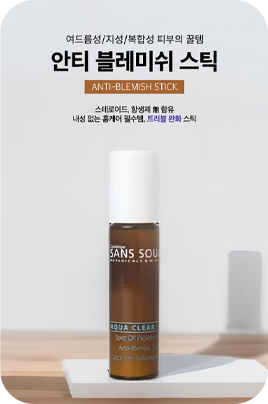 여드름성/지성/복합성 피부의 꿀템
안티 블레미쉬 스틱
ANTI-BLEMISH STICK
스테로이드, 항생제 無 함유
내성 없는 홈케어 필수템, 트러블 완화 스틱
SANS SOU
AQUA CLEAR
Spot Off
Anti-Blemish